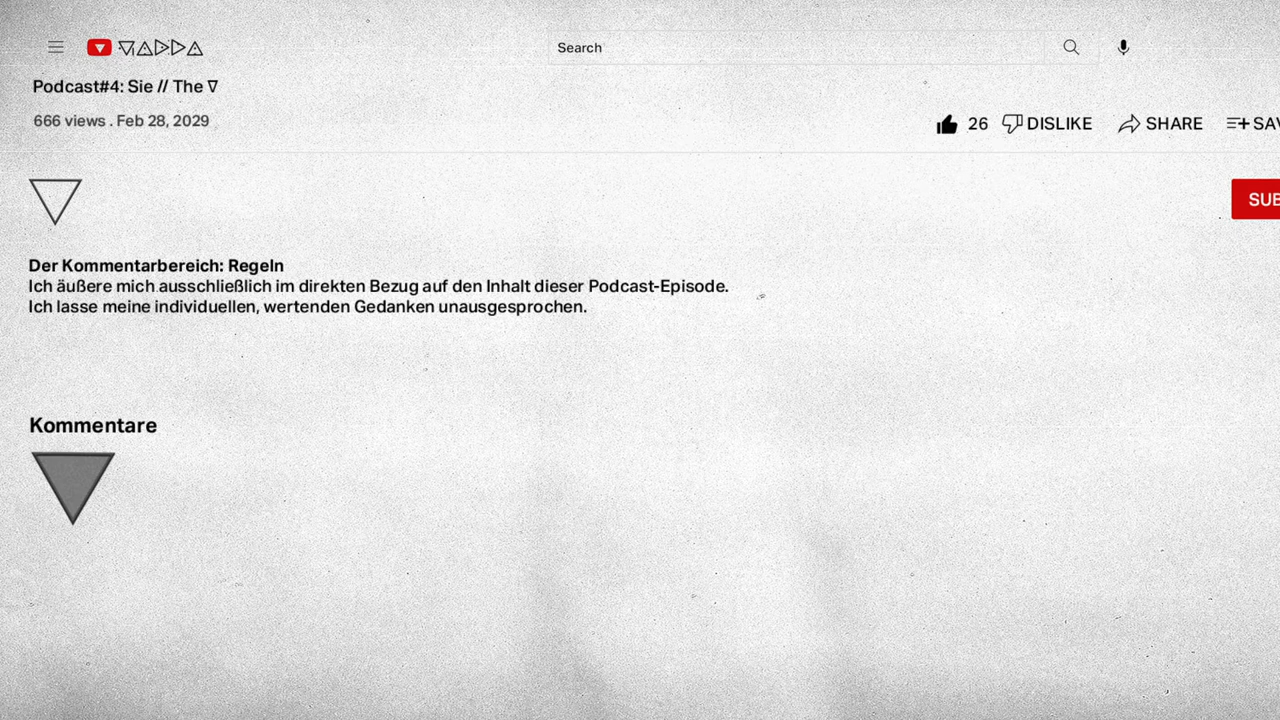 Search
Podcast#4: Sie // The ∇
666 views . Feb 28, 2029
26 DISLIKE SHARE SAV
SUB
Der Kommentarbereich: Regeln
Ich äußere mich ausschließlich im direkten Bezug auf den Inhalt dieser Podcast-Episode.
Ich lasse meine individuellen, wertenden Gedanken unausgesprochen.
Kommentare